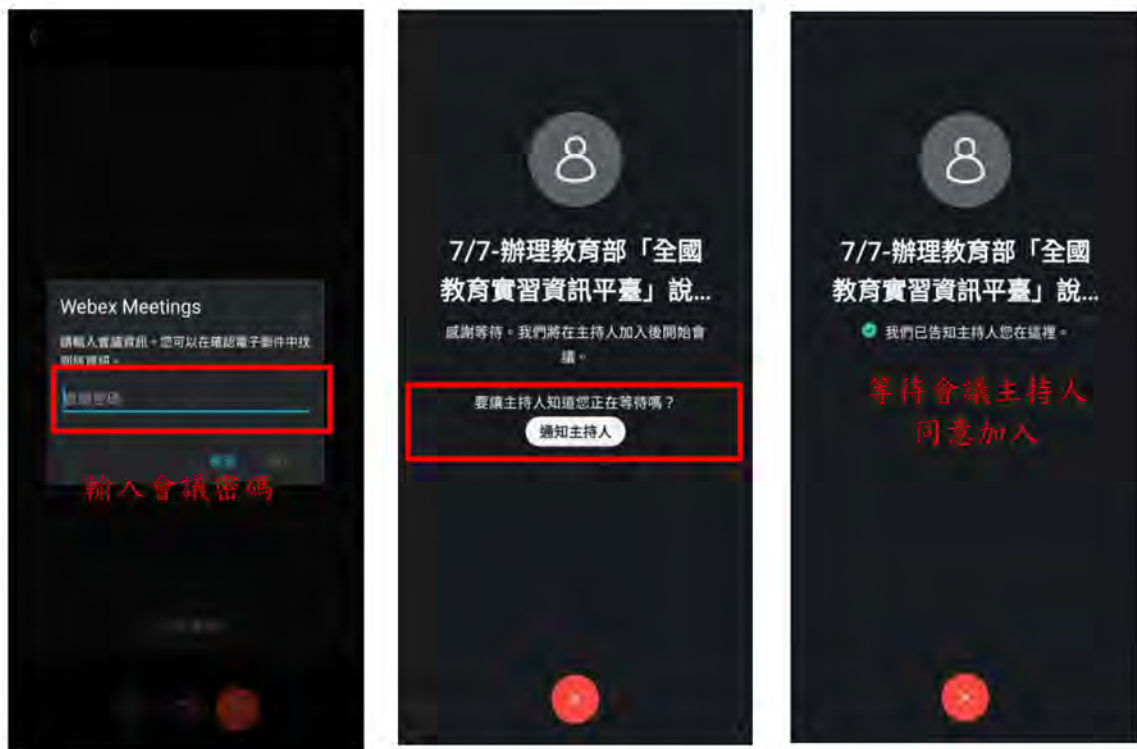 Webex Meetings
請輸入會議資訊。您可以在確認電子郵件中找
到該資訊。
會議密碼
輸入會議密碼
7/7-辦理教育部「全國
教育實習資訊平臺」說...
感謝等待。我們將在主持人加入後開始會
議。
要讓主持人知道您正在等待嗎？
通知主持人
7/7-辦理教育部「全國
教育實習資訊平臺」說...
我們已告知主持人您在這裡。
等待會議主持人
同意加入